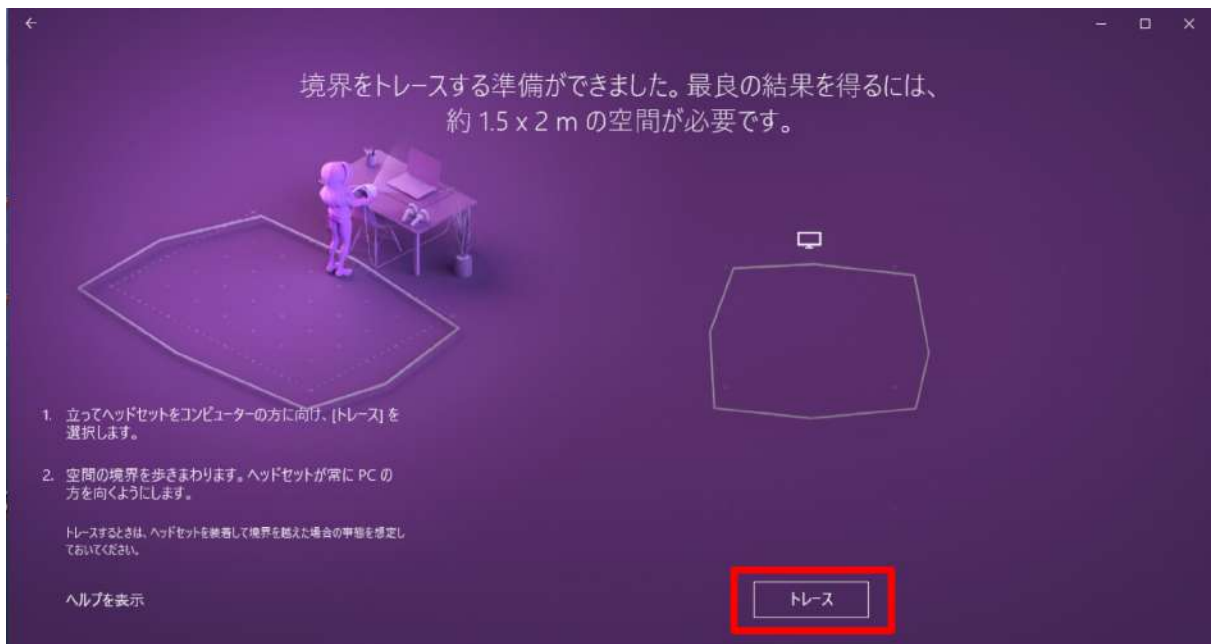 境界をトレースする準備ができました。最良の結果を得るには、
約 1.5 x 2 m の空間が必要です。
1. 立ってヘッドセットをコンピューターの方に向け、[トレース] を
選択します。
2. 空間の境界を歩きまわります。ヘッドセットが常に PC の
方を向くようにします。
トレースするときは、ヘッドセットを装着して境界を越えた場合の事態を想定し
ておいてください。
ヘルプを表示
トレース